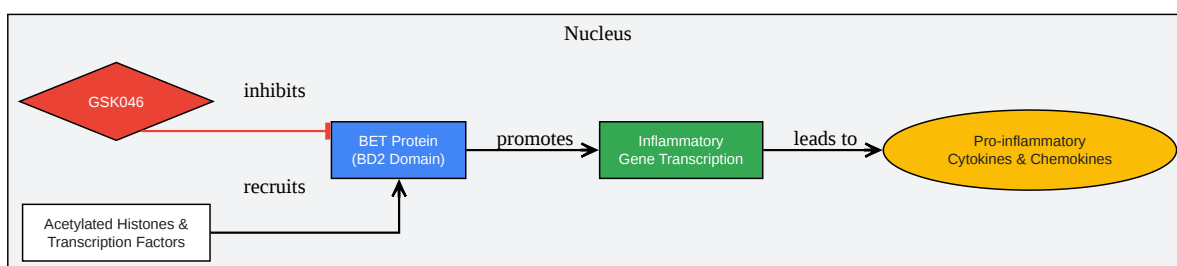 Nucleus
GSK046
inhibits
BET Protein
(BD2 Domain)
promotes
Inflammatory
Gene Transcription
leads to
Pro-inflammatory
Cytokines & Chemokines
recruits
Acetylated Histones &
Transcription Factors